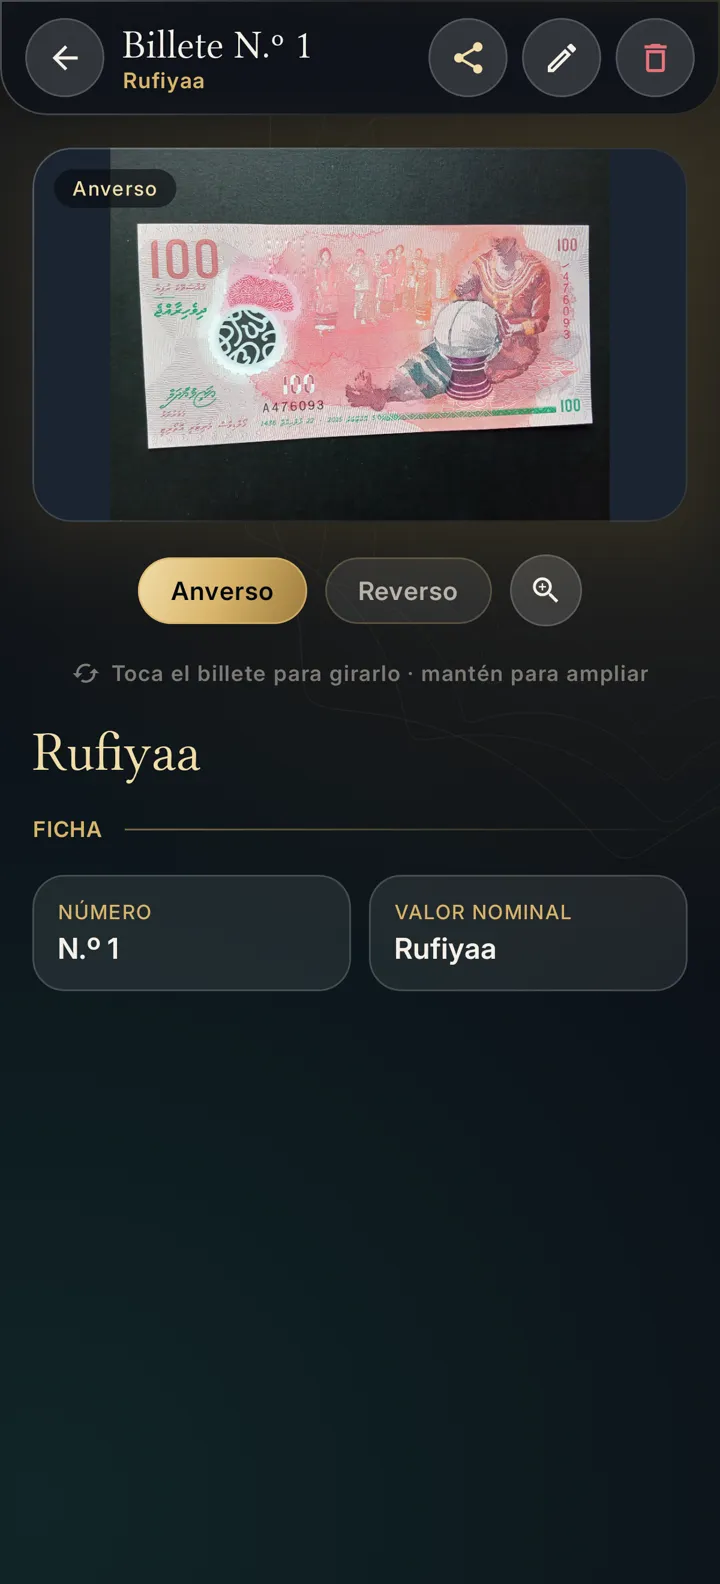 Billete N.º 1
Rufiyaa
Anverso
100
ދިވެހިރާއްޖެ
100
A476093
100
A476093
100
Anverso
Reverso
Toca el billete para girarlo · mantén para ampliar
Rufiyaa
FICHA
NÚMERO
N.º 1
VALOR NOMINAL
Rufiyaa